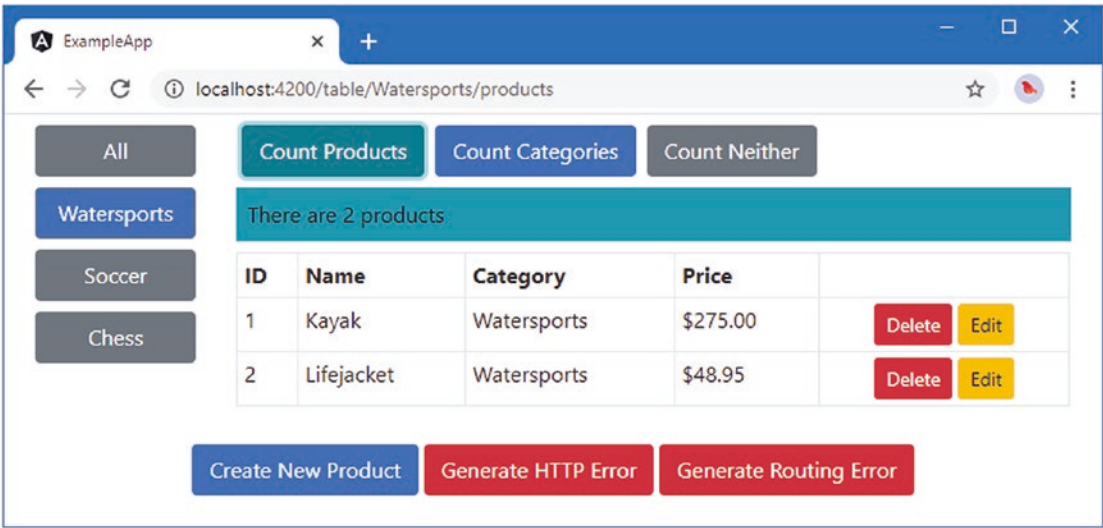 ExampleApp
localhost:4200/table/Watersports/products
All
Count Products Count Categories Count Neither
Watersports
There are 2 products
Soccer
Chess
ID Name Category Price
1 Kayak Watersports $275.00 Delete Edit
2 Lifejacket Watersports $48.95 Delete Edit
Create New Product Generate HTTP Error Generate Routing Error